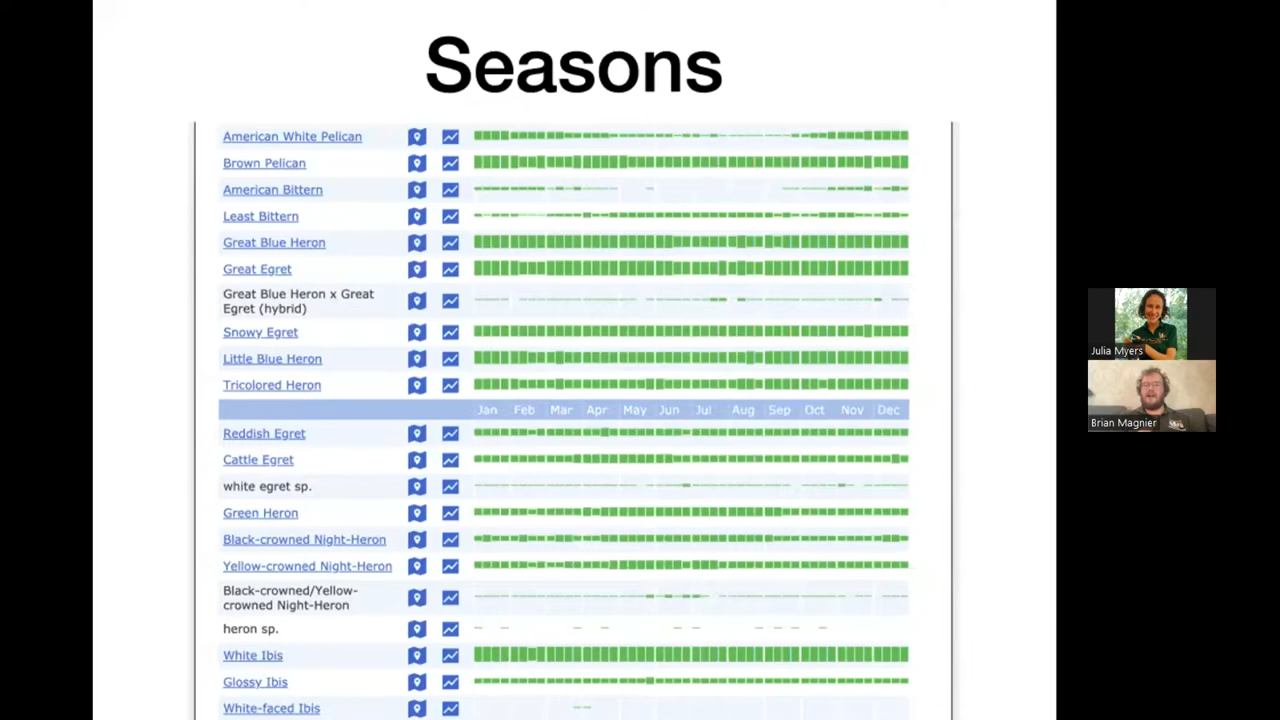 Seasons
American White Pelican
Brown Pelican
American Bittern
Least Bittern
Great Blue Heron
Great Egret
Great Blue Heron x Great
Egret (hybrid)
Snowy Egret
Little Blue Heron
Tricolored Heron
Jan Feb Mar Apr May Jun Jul Aug Sep Oct Nov Dec
Reddish Egret
Cattle Egret
white egret sp.
Green Heron
Black-crowned Night-Heron
Yellow-crowned Night-Heron
Black-crowned/Yellow-
crowned Night-Heron
heron sp.
White Ibis
Glossy Ibis
White-faced Ibis
Julia Myers
Brian Magnier